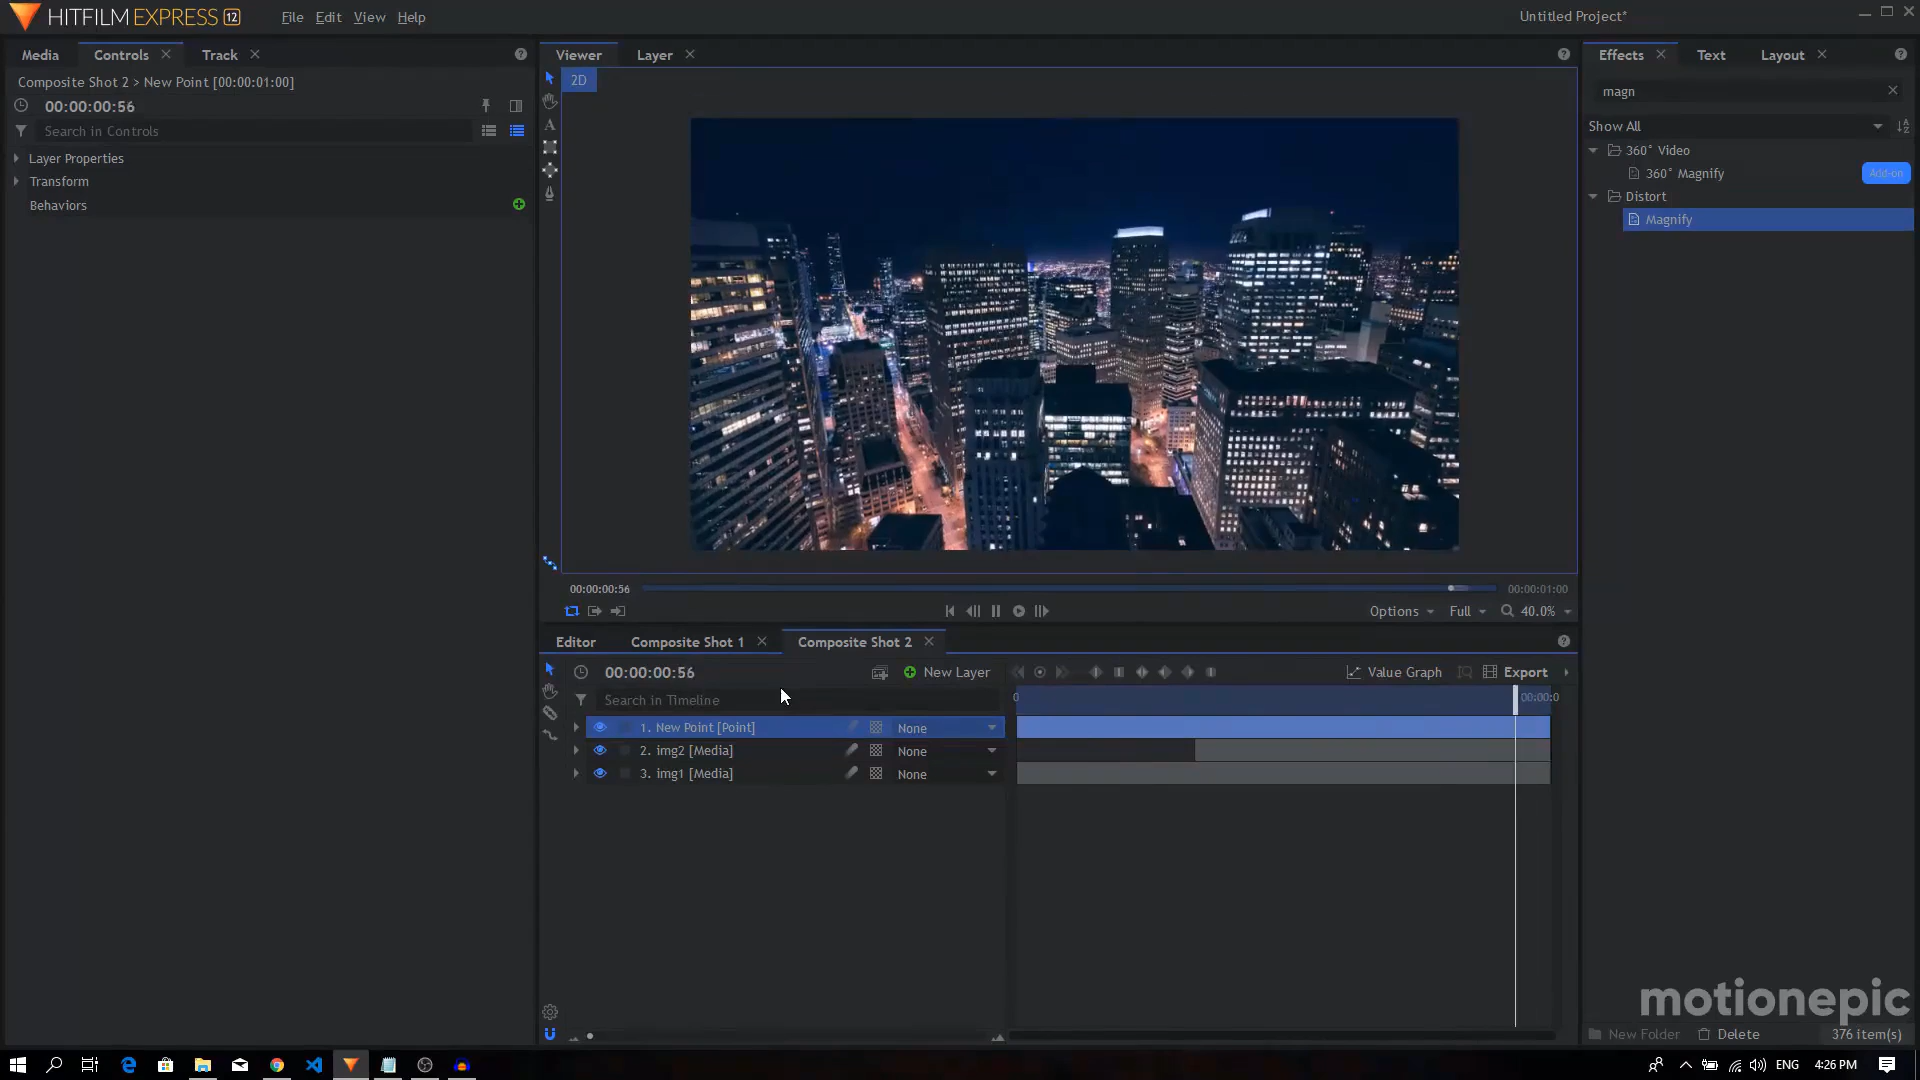 HITFILM EXPRESS 12 File Edit View Help Untitled Project*
Media Controls Track
Composite Shot 2 > New Point [00:00:01:00]
00:00:00:56
Search in Controls
Layer Properties
Transform
Behaviors
Viewer Layer
2D
00:00:00:56 00:00:01:00
Options Full 40.0%
Effects Text Layout
magn
Show All
360° Video
360° Magnify Add-on
Distort
Magnify
Editor Composite Shot 1 Composite Shot 2
00:00:00:56 New Layer Value Graph Export
Search in Timeline 0 00:00:0
1. New Point [Point] None
2. img2 [Media] None
3. img1 [Media] None
motionepic
New Folder Delete 376 item(s)
ENG 4:26 PM